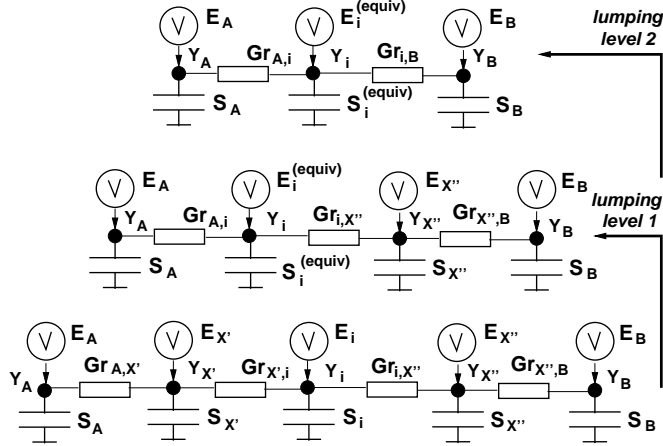 E_A E_i^(equiv) E_B lumping
level 2
Y_A Gr_A,i Y_i Gr_i,B Y_B
S_A S_i^(equiv) S_B
E_A E_i^(equiv) E_X'' E_B lumping
level 1
Y_A Gr_A,i Y_i Gr_i,X'' Y_X'' Gr_X'',B Y_B
S_A S_i^(equiv) S_X'' S_B
E_A E_X' E_i E_X'' E_B
Y_A Gr_A,X' Y_X' Gr_X',i Y_i Gr_i,X'' Y_X'' Gr_X'',B Y_B
S_A S_X' S_i S_X'' S_B